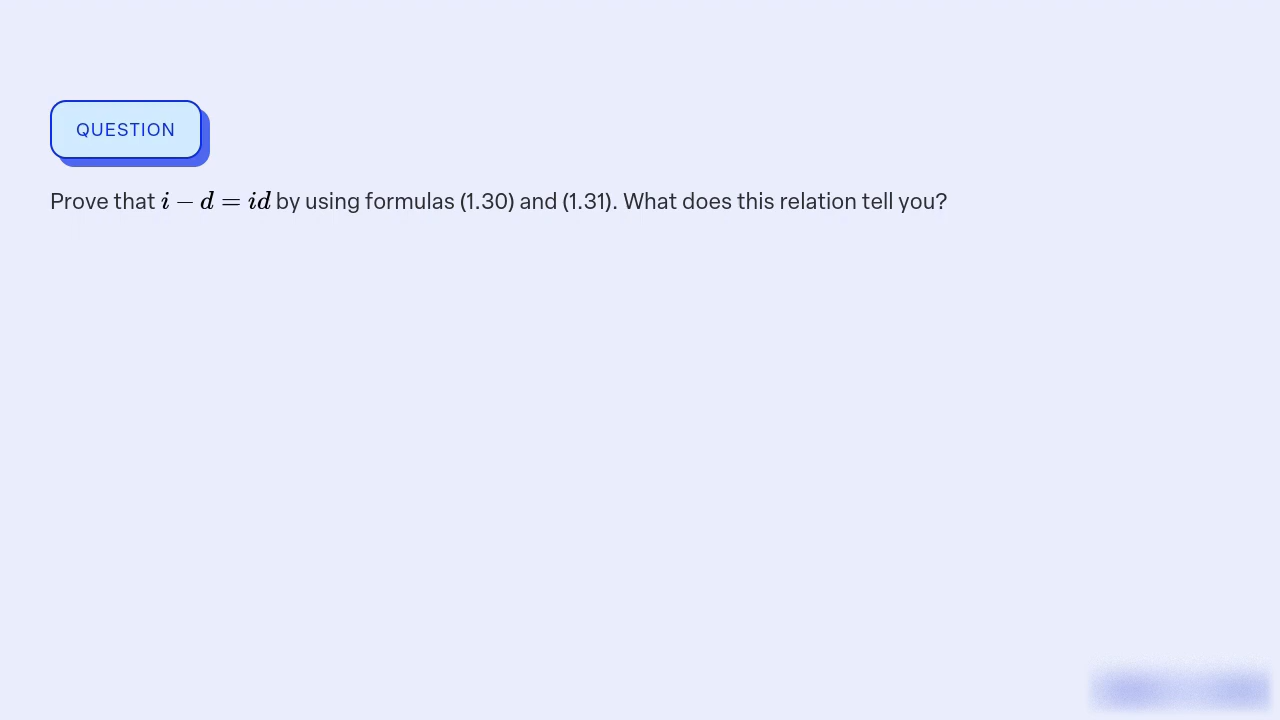 QUESTION
Prove that i − d = id by using formulas (1.30) and (1.31). What does this relation tell you?